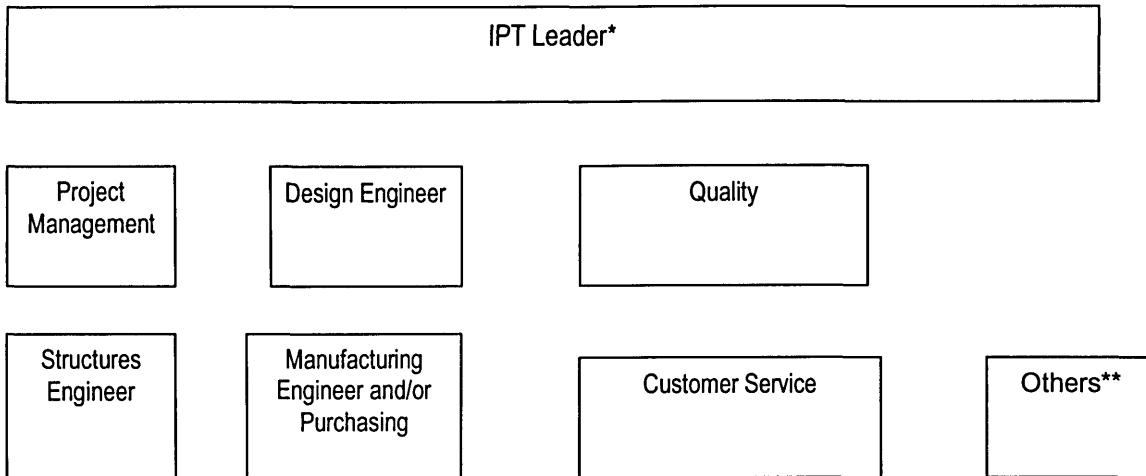 IPT Leader*
Project
Management
Design Engineer
Quality
Structures
Engineer
Manufacturing
Engineer and/or
Purchasing
Customer Service
Others**